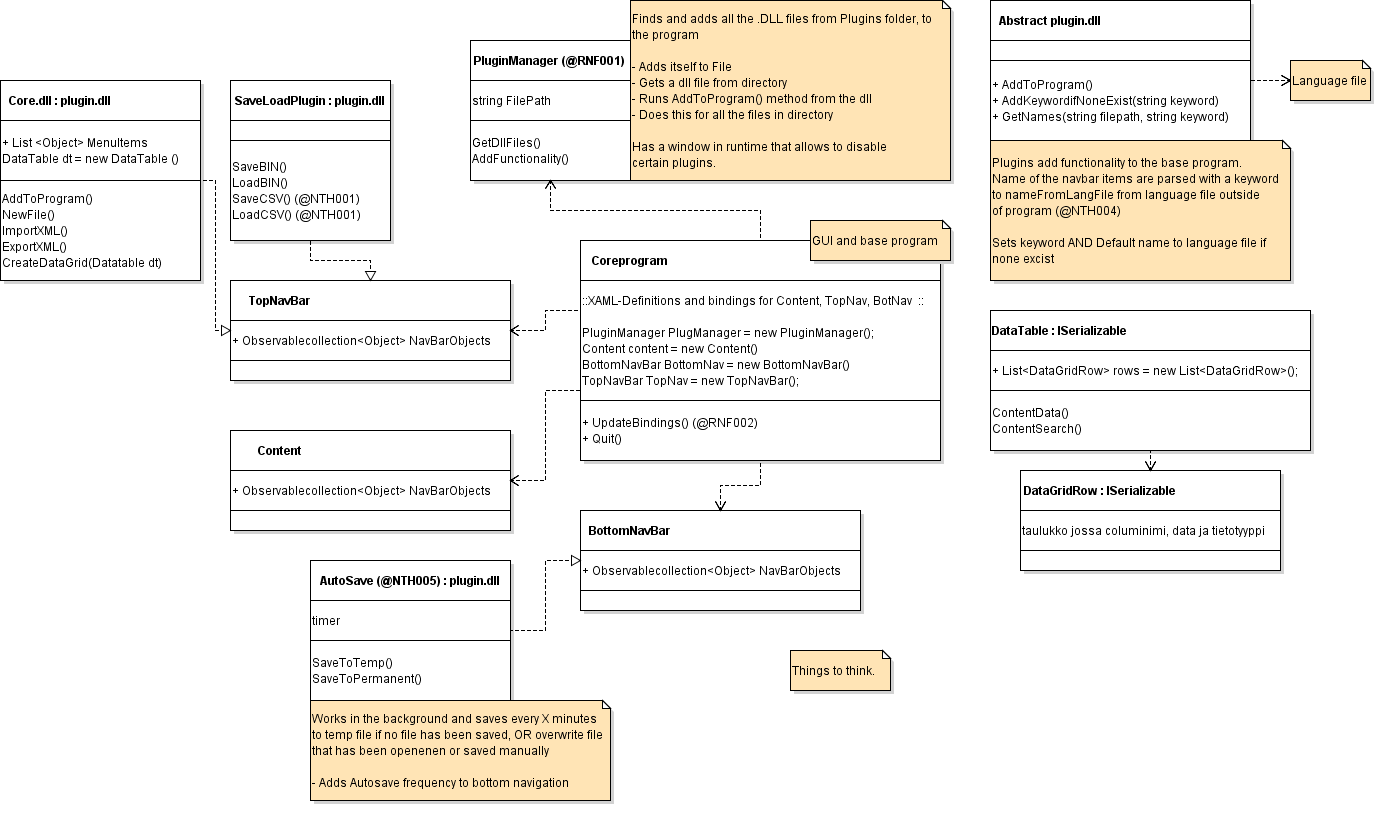 Core.dll : plugin.dll
+ List <Object> MenuItems
DataTable dt = new DataTable ()
AddToProgram()
NewFile()
ImportXML()
ExportXML()
CreateDataGrid(Datatable dt)
SaveLoadPlugin : plugin.dll
SaveBIN()
LoadBIN()
SaveCSV() (@NTH001)
LoadCSV() (@NTH001)
PluginManager (@RNF001)
string FilePath
GetDllFiles()
AddFunctionality()
Finds and adds all the .DLL files from Plugins folder, to
the program
- Adds itself to File
- Gets a dll file from directory
- Runs AddToProgram() method from the dll
- Does this for all the files in directory
Has a window in runtime that allows to disable
certain plugins.
Abstract plugin.dll
+ AddToProgram()
+ AddKeywordifNoneExist(string keyword)
+ GetNames(string filepath, string keyword)
Language file
Plugins add functionality to the base program.
Name of the navbar items are parsed with a keyword
to nameFromLangFile from language file outside
of program (@NTH004)
Sets keyword AND Default name to language file if
none excist
GUI and base program
Coreprogram
::XAML-Definitions and bindings for Content, TopNav, BotNav ::
PluginManager PlugManager = new PluginManager();
Content content = new Content()
BottomNavBar BottomNav = new BottomNavBar()
TopNavBar TopNav = new TopNavBar();
+ UpdateBindings() (@RNF002)
+ Quit()
TopNavBar
+ Observablecollection<Object> NavBarObjects
Content
+ Observablecollection<Object> NavBarObjects
DataTable : ISerializable
+ List<DataGridRow> rows = new List<DataGridRow>();
ContentData()
ContentSearch()
DataGridRow : ISerializable
taulukko jossa columinimi, data ja tietotyyppi
BottomNavBar
+ Observablecollection<Object> NavBarObjects
AutoSave (@NTH005) : plugin.dll
timer
SaveToTemp()
SaveToPermanent()
Works in the background and saves every X minutes
to temp file if no file has been saved, OR overwrite file
that has been openenen or saved manually
- Adds Autosave frequency to bottom navigation
Things to think.